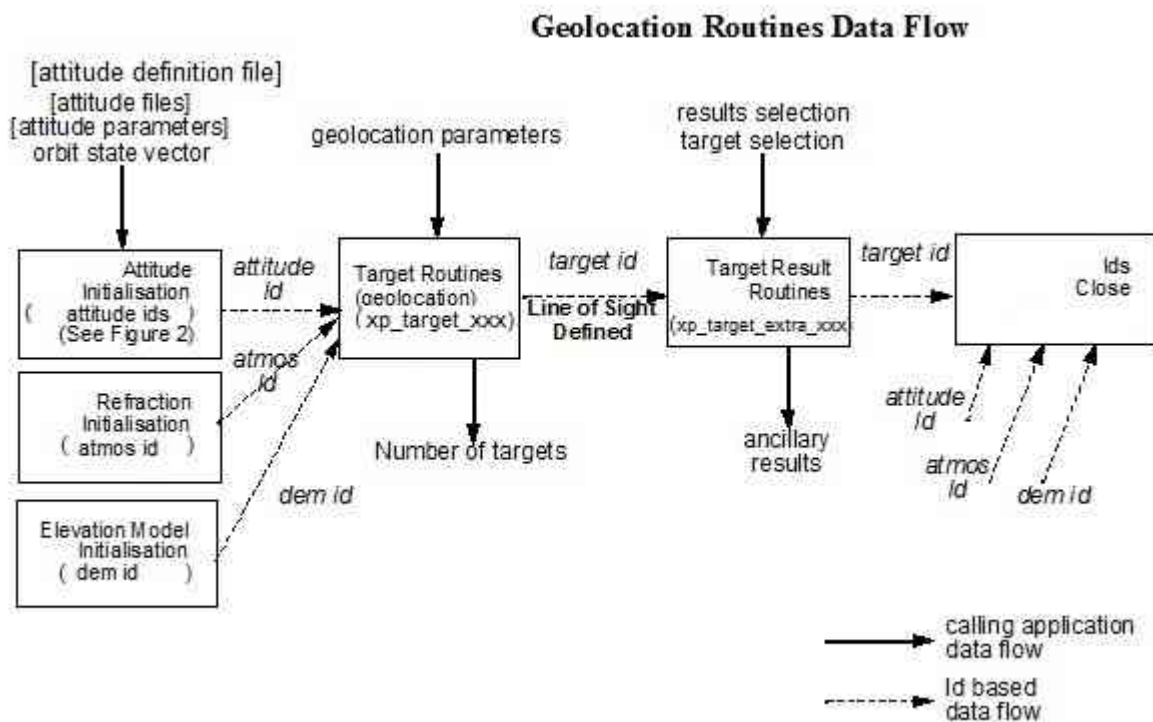 Geolocation Routines Data Flow
[attitude definition file]
[attitude files]
[attitude parameters]
orbit state vector
geolocation parameters
results selection
target selection
Attitude
Initialisation
( attitude ids )
(See Figure 2)
attitude
id
Target Routines
(geolocation)
( xp_target_xxx)
target id
Line of Sight
Defined
Target Result
Routines
(xp_target_extra_xxx)
target id
Ids
Close
atmos
id
Refraction
Initialisation
( atmos id )
Number of targets
ancillary
results
attitude
id
atmos
id
dem id
dem id
Elevation Model
Initialisation
( dem id )
calling application
data flow
Id based
data flow